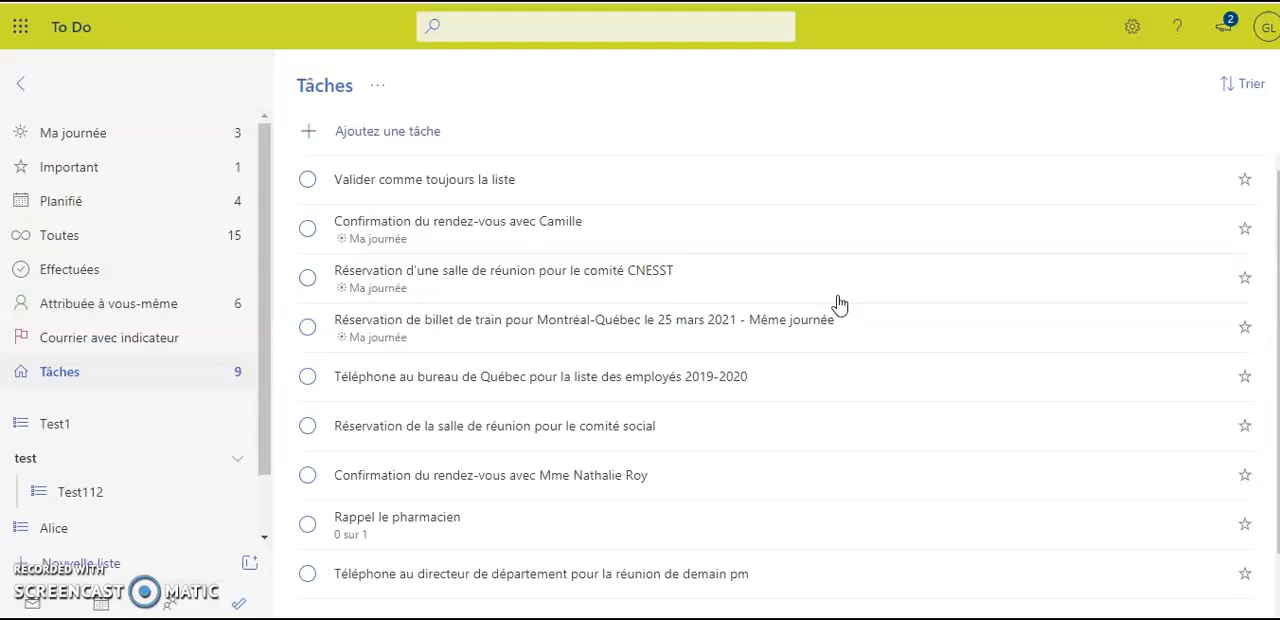 To Do
2
GL
Tâches ...
Trier
Ajoutez une tâche
Ma journée 3
Important 1
Planifié 4
Toutes 15
Effectuées
Attribuée à vous-même 6
Courrier avec indicateur
Tâches 9
Test1
test
Test112
Alice
Nouvelle liste
RECORDED WITH
SCREENCAST MATIC
Valider comme toujours la liste
Confirmation du rendez-vous avec Camille
Ma journée
Réservation d'une salle de réunion pour le comité CNESST
Ma journée
Réservation de billet de train pour Montréal-Québec le 25 mars 2021 - Même journée
Ma journée
Téléphone au bureau de Québec pour la liste des employés 2019-2020
Réservation de la salle de réunion pour le comité social
Confirmation du rendez-vous avec Mme Nathalie Roy
Rappel le pharmacien
0 sur 1
Téléphone au directeur de département pour la réunion de demain pm